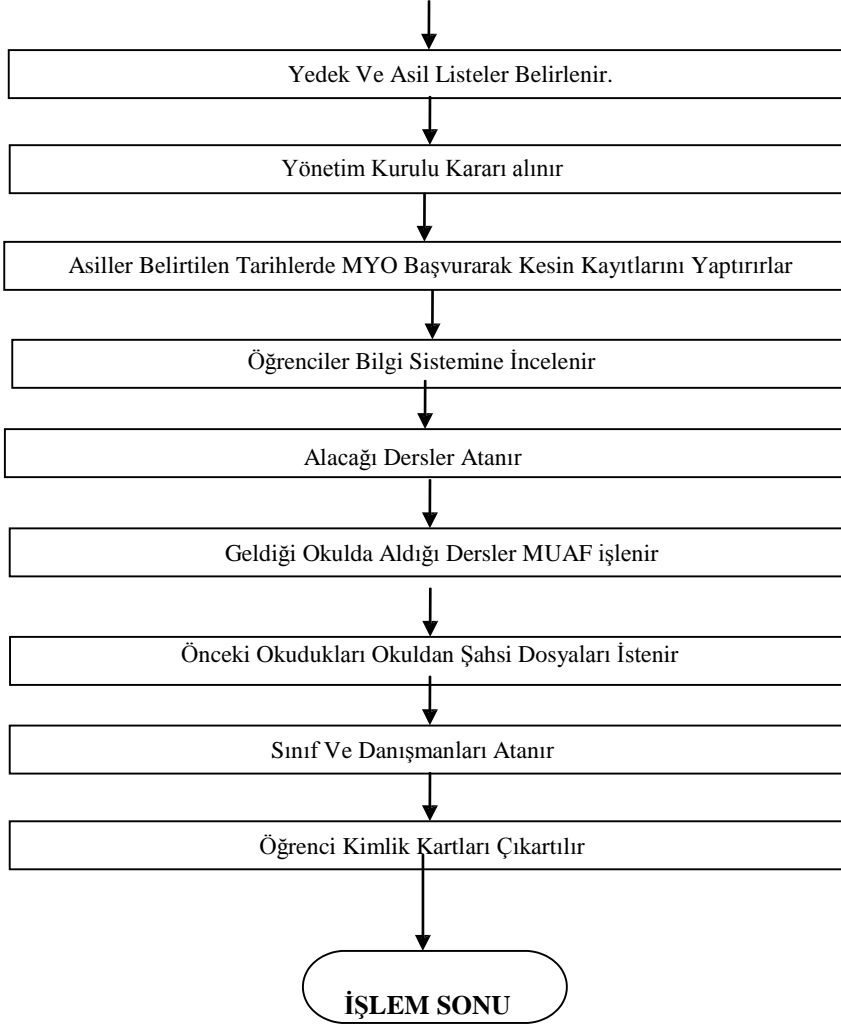 Yedek Ve Asil Listeler Belirlenir.
Yönetim Kurulu Kararı alınır
Asiller Belirtilen Tarihlerde MYO Başvurarak Kesin Kayıtlarını Yaptırırlar
Öğrenciler Bilgi Sistemine İncelenir
Alacağı Dersler Atanır
Geldiği Okulda Aldığı Dersler MUAF işlenir
Önceki Okudukları Okuldan Şahsi Dosyaları İstenir
Sınıf Ve Danışmanları Atanır
Öğrenci Kimlik Kartları Çıkartılır
İŞLEM SONU